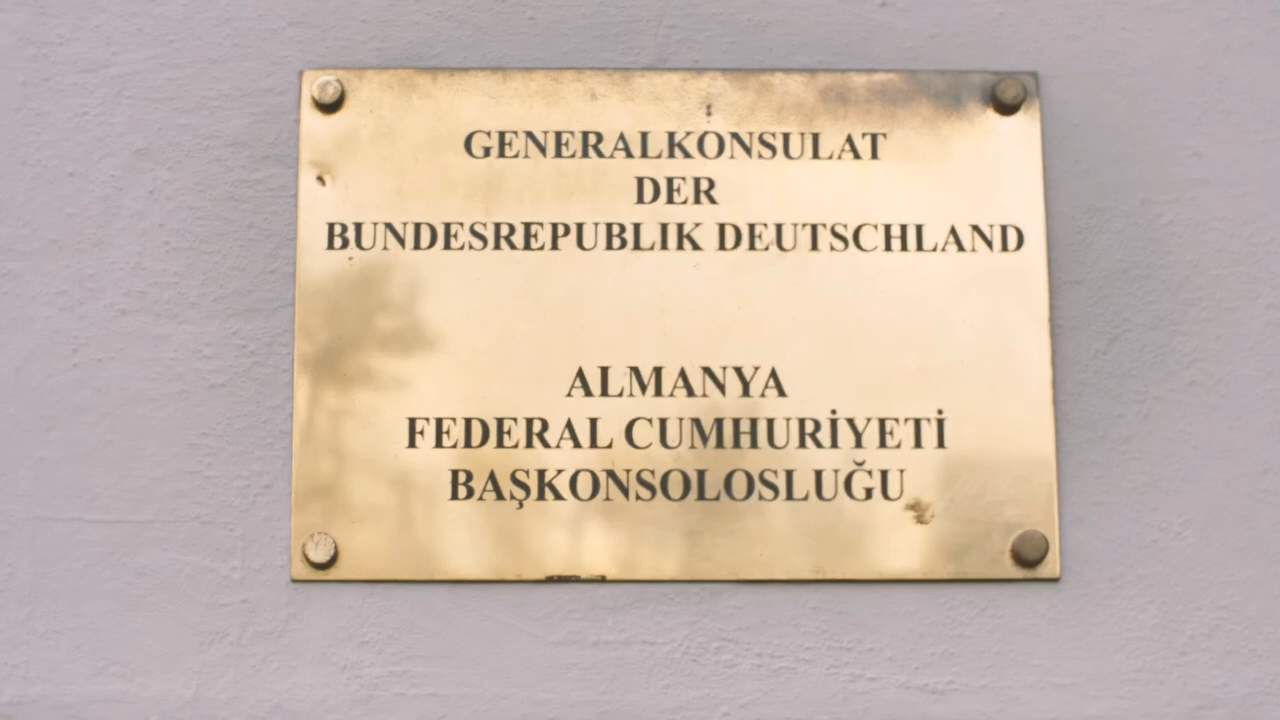 GENERALKONSULAT
DER
BUNDESREPUBLIK DEUTSCHLAND
ALMANYA
FEDERAL CUMHURİYETİ
BAŞKONSOLOSLUĞU